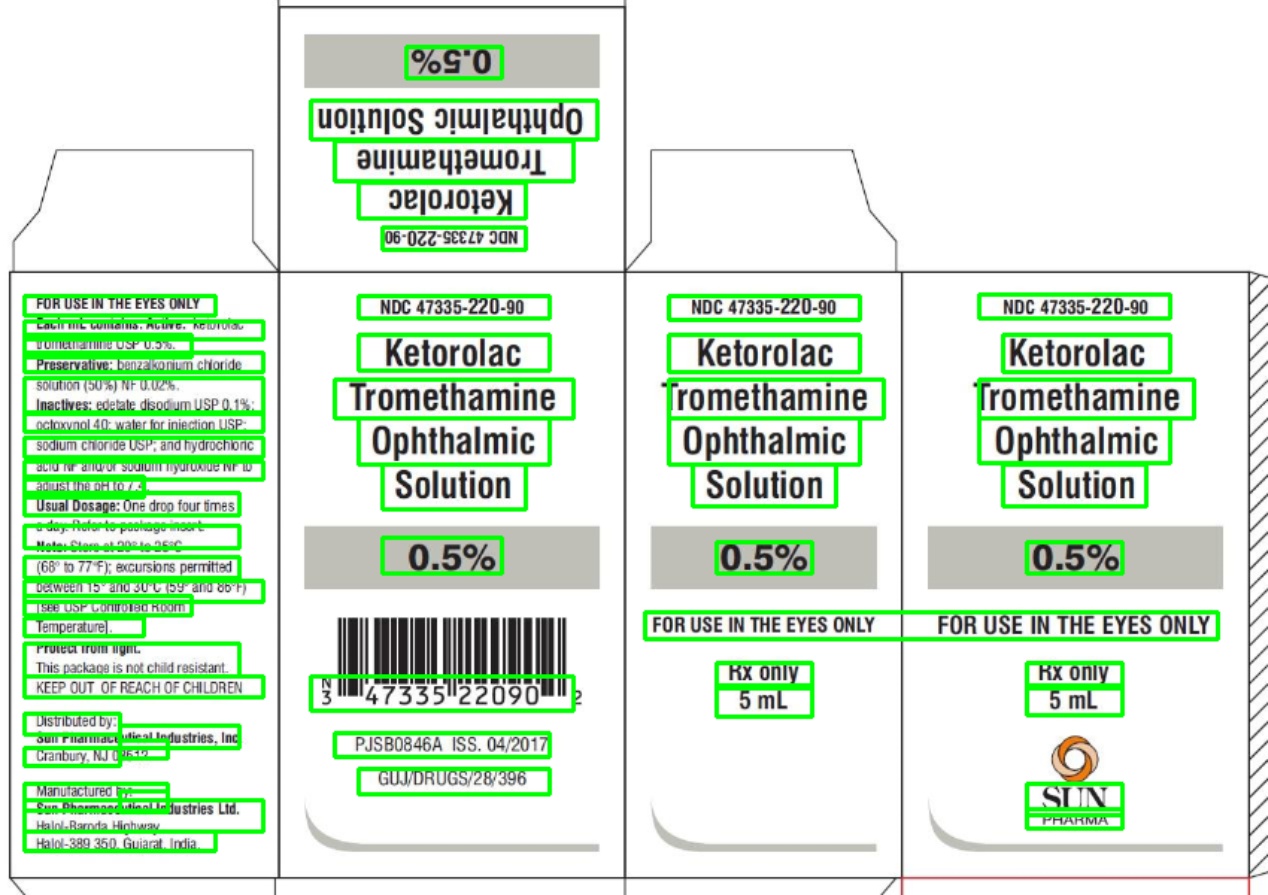 0.5%
Ophthalmic Solution
Tromethamine
Ketorolac
NDC 47335-220-90
FOR USE IN THE EYES ONLY
Each mL contains: Active: ketorolac
tromethamine USP 0.5%.
Preservative: benzalkonium chloride
solution (50%) NF 0.02%.
Inactives: edetate disodium USP 0.1%;
octoxynol 40; water for injection USP;
sodium chloride USP; and hydrochloric
acid NF and/or sodium hydroxide NF to
adjust the pH to 7.4.
Usual Dosage: One drop four times
a day. Refer to package insert.
Note: Store at 20° to 25°C
(68° to 77°F); excursions permitted
between 15° and 30°C (59° and 86°F)
[see USP Controlled Room
Temperature].
Protect from light.
This package is not child resistant.
KEEP OUT OF REACH OF CHILDREN
Distributed by:
Sun Pharmaceutical Industries, Inc.
Cranbury, NJ 08512
Manufactured by:
Sun Pharmaceutical Industries Ltd.
Halol-Baroda Highway
Halol-389 350, Gujarat, India.
NDC 47335-220-90
Ketorolac
Tromethamine
Ophthalmic
Solution
0.5%
N
3 47335 22090 2
PJSB0846A ISS. 04/2017
GUJ/DRUGS/28/396
NDC 47335-220-90
Ketorolac
Tromethamine
Ophthalmic
Solution
0.5%
FOR USE IN THE EYES ONLY
Rx only
5 mL
NDC 47335-220-90
Ketorolac
Tromethamine
Ophthalmic
Solution
0.5%
FOR USE IN THE EYES ONLY
Rx only
5 mL
SUN
PHARMA